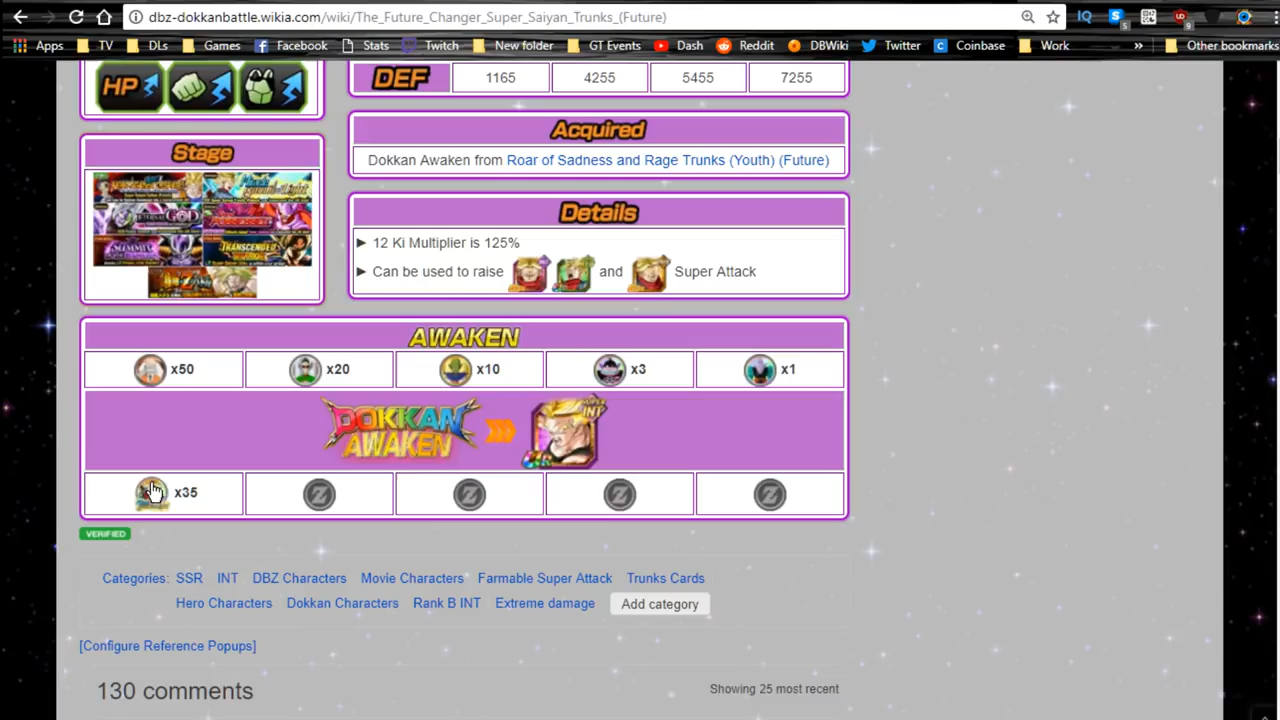 dbz-dokkanbattle.wikia.com/wiki/The_Future_Changer_Super_Saiyan_Trunks_(Future)
Apps TV DLs Games Facebook Stats Twitch New folder GT Events Dash Reddit DBWiki Twitter Coinbase Work » Other bookmarks
HP
DEF 1165 4255 5455 7255
Acquired
Dokkan Awaken from Roar of Sadness and Rage Trunks (Youth) (Future)
Stage
Details
► 12 Ki Multiplier is 125%
► Can be used to raise and Super Attack
AWAKEN
x50 x20 x10 x3 x1
DOKKAN
AWAKEN
SUPER
INT
x35 Z Z Z Z
VERIFIED
Categories: SSR INT DBZ Characters Movie Characters Farmable Super Attack Trunks Cards
Hero Characters Dokkan Characters Rank B INT Extreme damage Add category
[Configure Reference Popups]
130 comments
Showing 25 most recent